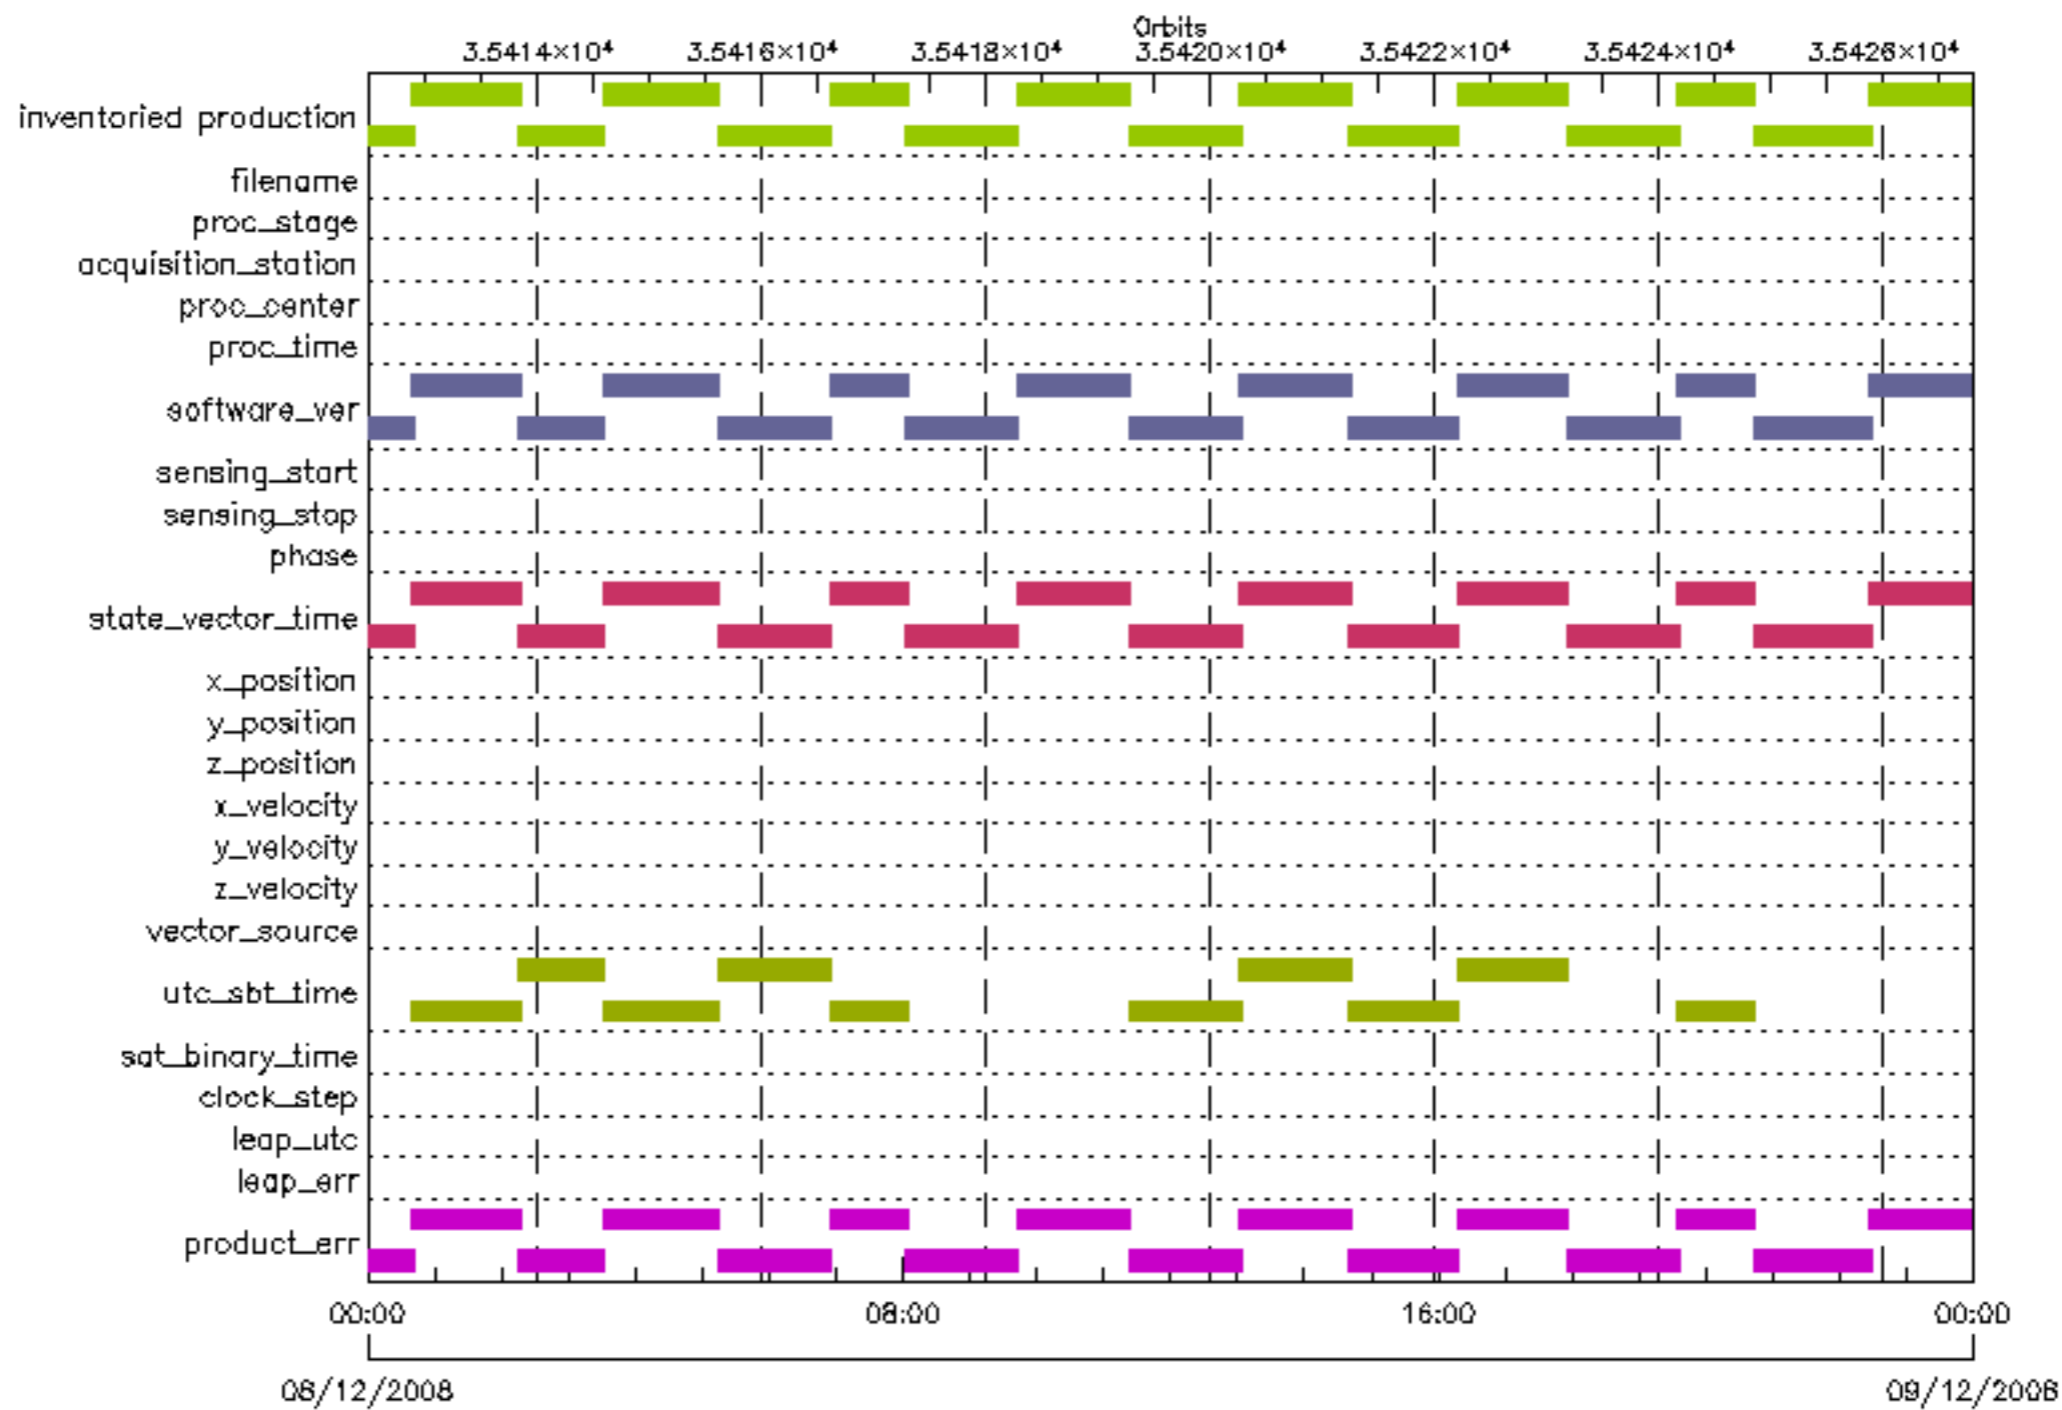 Orbits
3.5414×10⁴ 3.5416×10⁴ 3.5418×10⁴ 3.5420×10⁴ 3.5422×10⁴ 3.5424×10⁴ 3.5426×10⁴
inventoried production
filename
proc_stage
acquisition_station
proc_center
proc_time
software_ver
sensing_start
sensing_stop
phase
state_vector_time
x_position
y_position
z_position
x_velocity
y_velocity
z_velocity
vector_source
utc_sbt_time
sat_binary_time
clock_step
leap_utc
leap_err
product_err
00:00 08:00 16:00 00:00
08/12/2008 09/12/2008